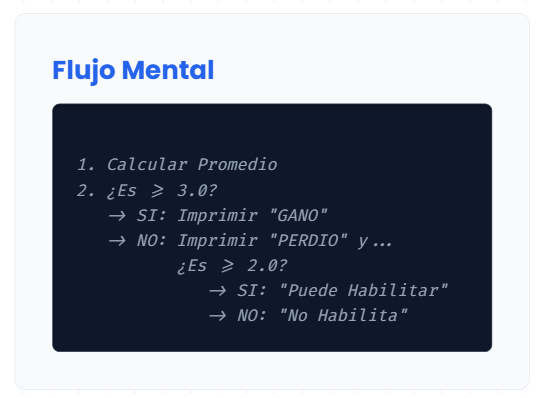 Flujo Mental
1. Calcular Promedio
2. ¿Es >= 3.0?
-> SI: Imprimir "GANO"
-> NO: Imprimir "PERDIO" y...
¿Es >= 2.0?
-> SI: "Puede Habilitar"
-> NO: "No Habilita"